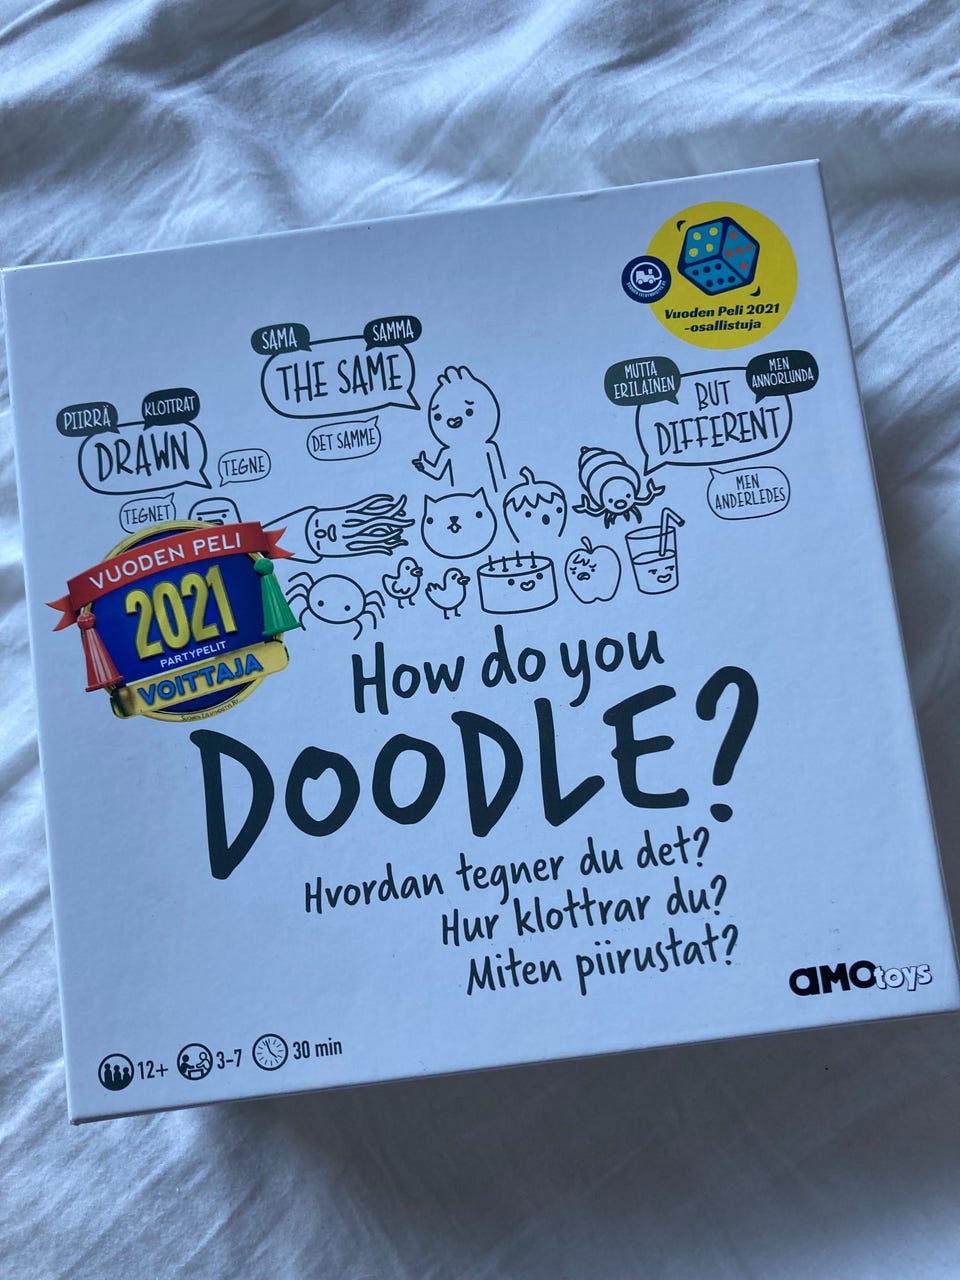 Vuoden Peli 2021
-osallistuja
SAMA
SAMMA
THE SAME
DET SAMME
MUTTA
ERILAINEN
MEN
ANNORLUNDA
BUT
DIFFERENT
MEN
ANDERLEDES
PIIRRÄ
KLOTTRAT
DRAWN
TEGNE
TEGNET
VUODEN PELI
2021
PARTYPELIT
VOITTAJA
How do you
DOODLE?
Hvordan tegner du det?
Hur klottrar du?
Miten piirustat?
amo toys
12+ 3-7 30 min